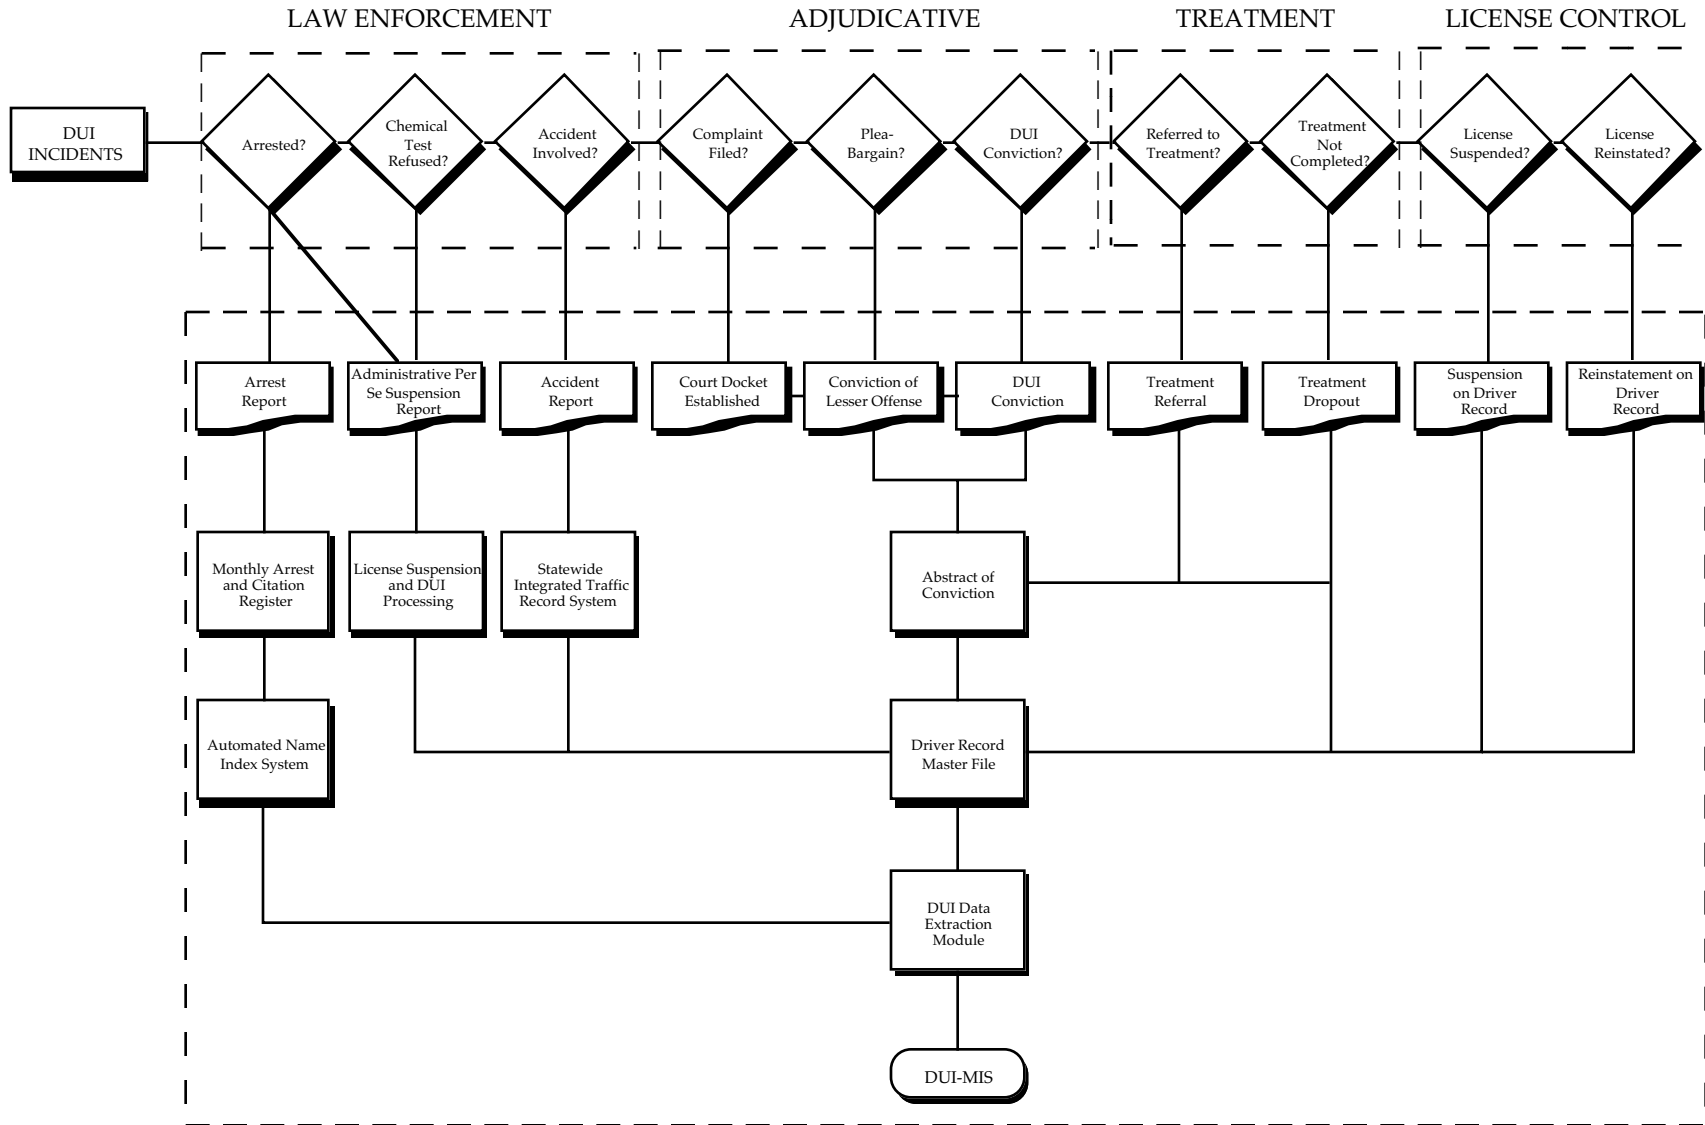 LAW ENFORCEMENT
ADJUDICATIVE
TREATMENT
LICENSE CONTROL
DUI
INCIDENTS
Arrested?
Chemical
Test
Refused?
Accident
Involved?
Complaint
Filed?
Plea-
Bargain?
DUI
Conviction?
Referred to
Treatment?
Treatment
Not
Completed?
License
Suspended?
License
Reinstated?
Arrest
Report
Administrative Per
Se Suspension
Report
Accident
Report
Court Docket
Established
Conviction of
Lesser Offense
DUI
Conviction
Treatment
Referral
Treatment
Dropout
Suspension
on Driver
Record
Reinstatement on
Driver
Record
Monthly Arrest
and Citation
Register
License Suspension
and DUI
Processing
Statewide
Integrated Traffic
Record System
Abstract of
Conviction
Automated Name
Index System
Driver Record
Master File
DUI Data
Extraction
Module
DUI-MIS